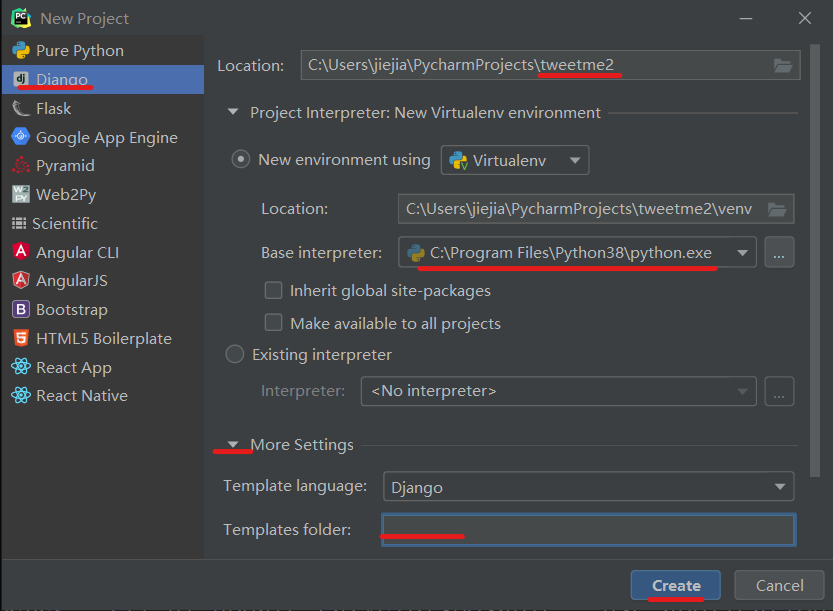 New Project
Pure Python
Django
Flask
Google App Engine
Pyramid
Web2Py
Scientific
Angular CLI
AngularJS
Bootstrap
HTML5 Boilerplate
React App
React Native
Location: C:\Users\jiejia\PycharmProjects\tweetme2
Project Interpreter: New Virtualenv environment
New environment using Virtualenv
Location: C:\Users\jiejia\PycharmProjects\tweetme2\venv
Base interpreter: C:\Program Files\Python38\python.exe ...
Inherit global site-packages
Make available to all projects
Existing interpreter
Interpreter: <No interpreter> ...
More Settings
Template language: Django
Templates folder:
Create Cancel